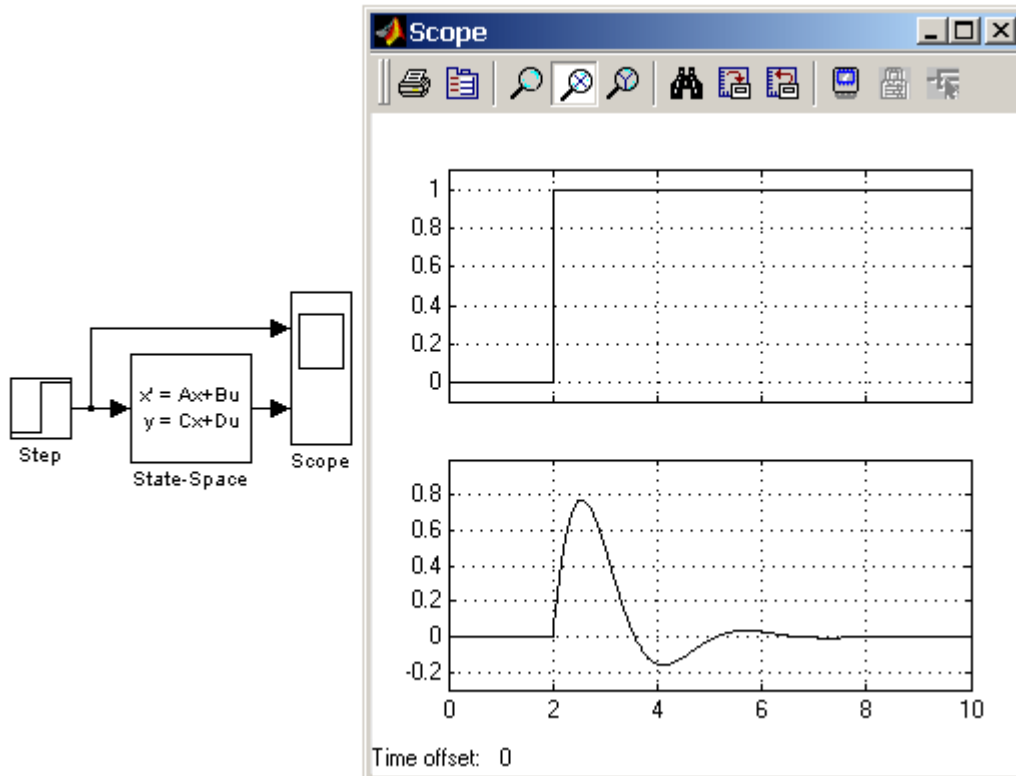 Scope
1
0.8
0.6
0.4
0.2
0
x' = Ax+Bu
y = Cx+Du
Step
State-Space
Scope
0.8
0.6
0.4
0.2
0
-0.2
0 2 4 6 8 10
Time offset: 0